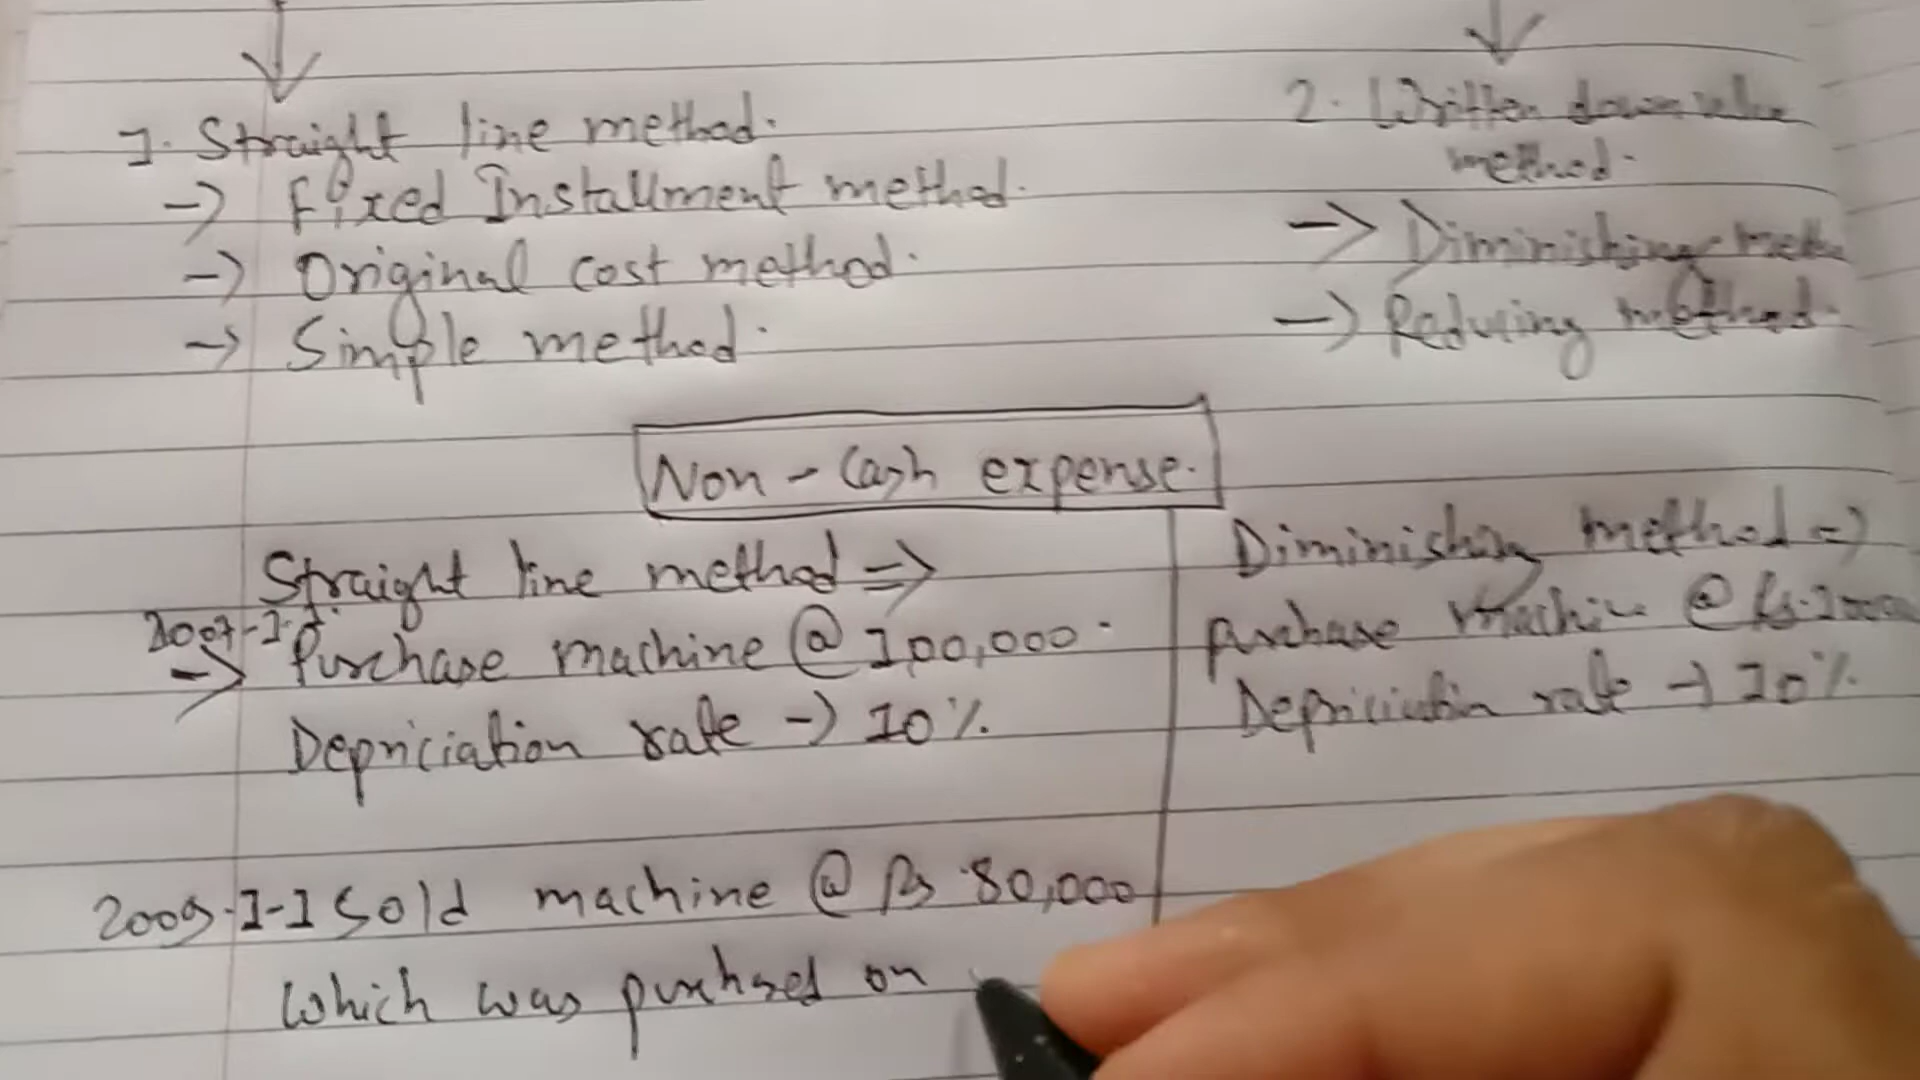 1. Straight line method.
→ Fixed Installment method.
→ Original cost method.
→ Simple method.
2. Written down value
method.
→ Diminishing
→ Reducing method.
Non-Cash expense.
Straight line method ⇒
2007-1-1
→ Purchase machine @ 100,000.
Depriciation rate → 10%.
Diminishing method ⇒
purchase machine @ Rs.
Depriciation rate → 10%.
2009-1-1 Sold machine @ Rs 80,000
Which was purhsed on